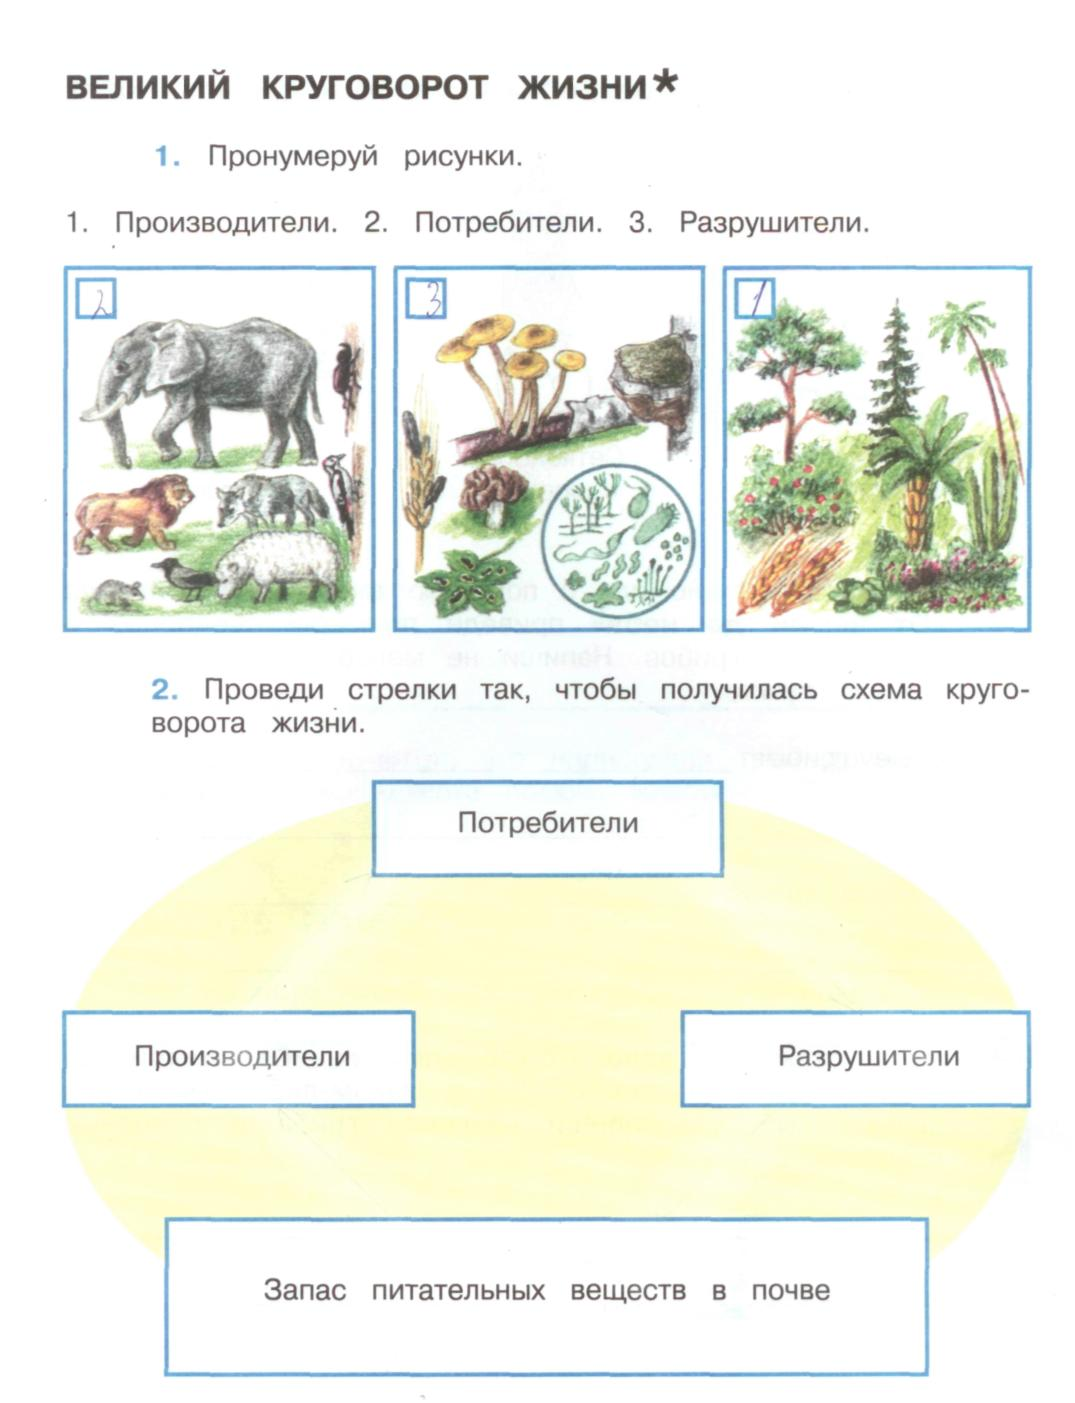 ВЕЛИКИЙ КРУГОВОРОТ ЖИЗНИ*
1. Пронумеруй рисунки.
1. Производители. 2. Потребители. 3. Разрушители.
2 3 1
2. Проведи стрелки так, чтобы получилась схема круго-
ворота жизни.
Потребители
Производители Разрушители
Запас питательных веществ в почве